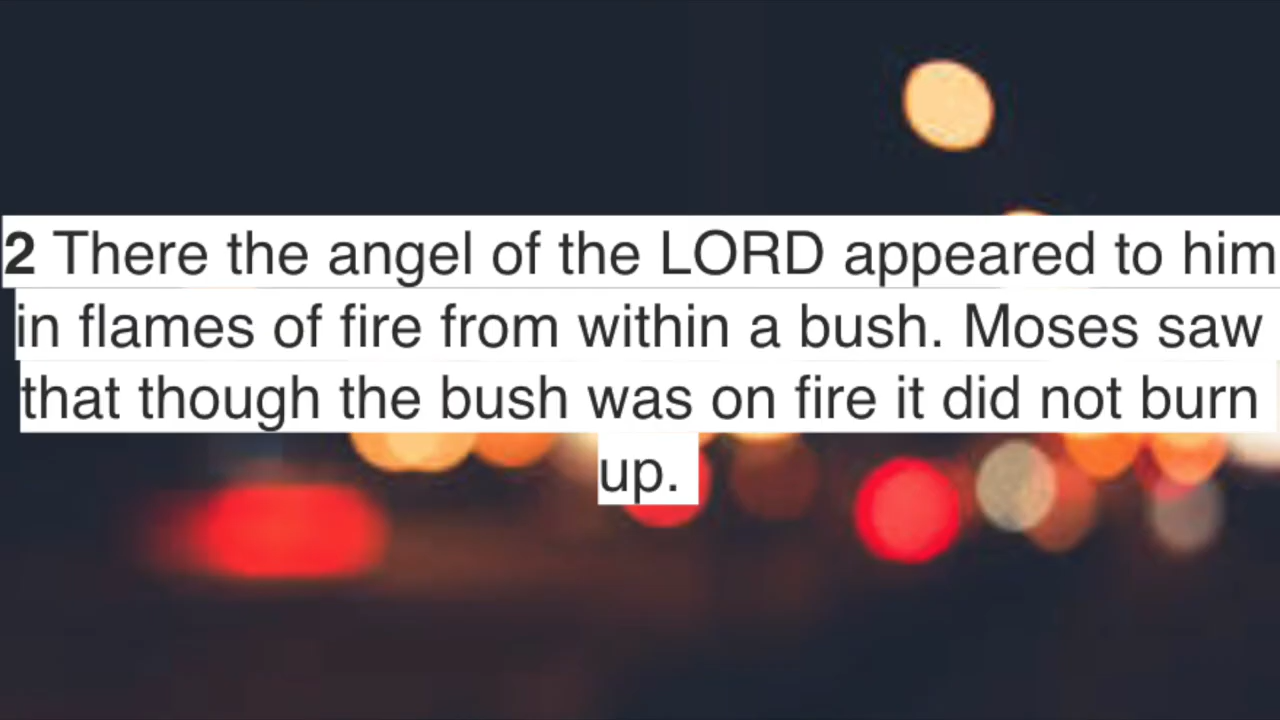 2 There the angel of the LORD appeared to him
in flames of fire from within a bush. Moses saw
that though the bush was on fire it did not burn
up.